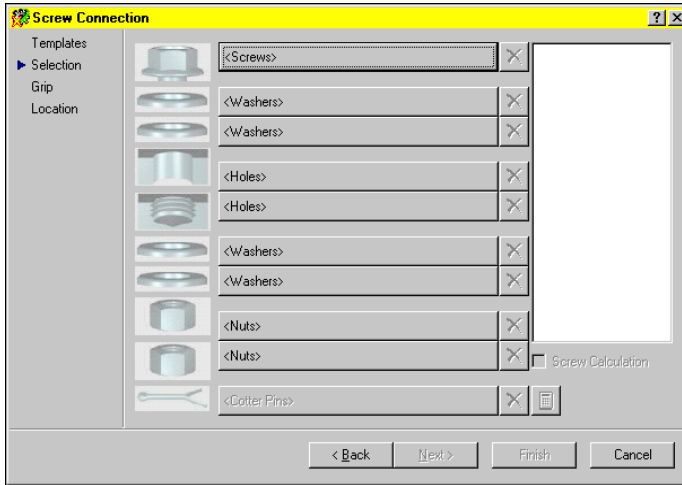 Screw Connection
Templates
Selection
Grip
Location
<Screws>
<Washers>
<Washers>
<Holes>
<Holes>
<Washers>
<Washers>
<Nuts>
<Nuts>
Screw Calculation
<Cotter Pins>
< Back
Next >
Finish
Cancel